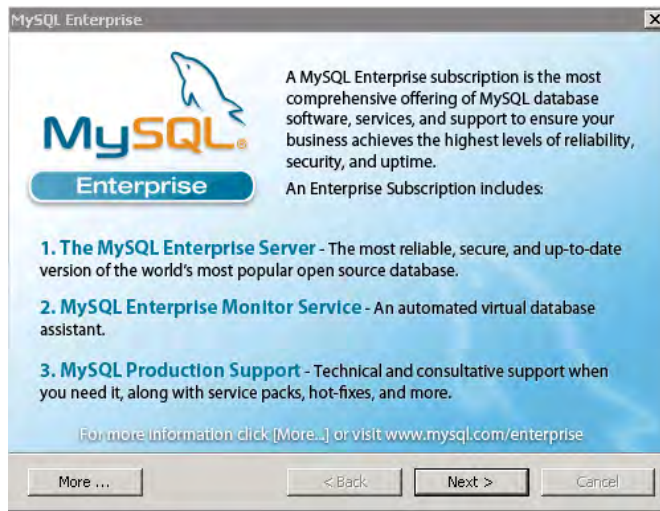 MySQL Enterprise
MySQL®
Enterprise
A MySQL Enterprise subscription is the most
comprehensive offering of MySQL database
software, services, and support to ensure your
business achieves the highest levels of reliability,
security, and uptime.
An Enterprise Subscription includes:
1. The MySQL Enterprise Server - The most reliable, secure, and up-to-date
version of the world's most popular open source database.
2. MySQL Enterprise Monitor Service - An automated virtual database
assistant.
3. MySQL Production Support - Technical and consultative support when
you need it, along with service packs, hot-fixes, and more.
For more information click [More...] or visit www.mysql.com/enterprise
More ...
< Back
Next >
Cancel